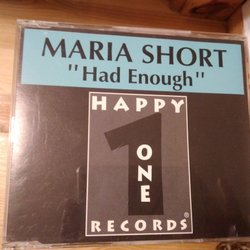 MARIA SHORT
"Had Enough"
HAPPY
1
ONE
RECORDS®